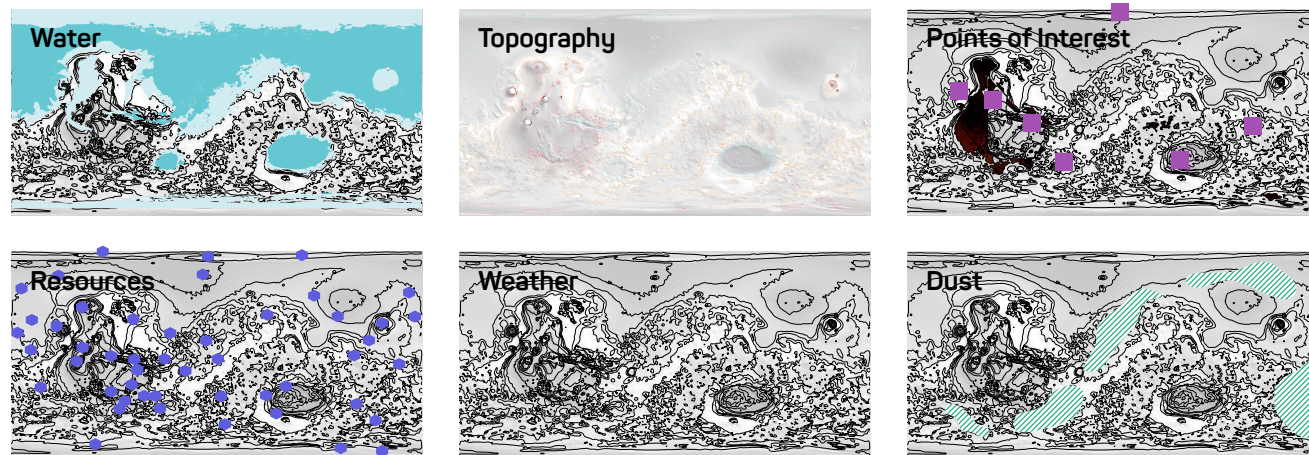 Water
Topography
Points of Interest
Resources
Weather
Dust